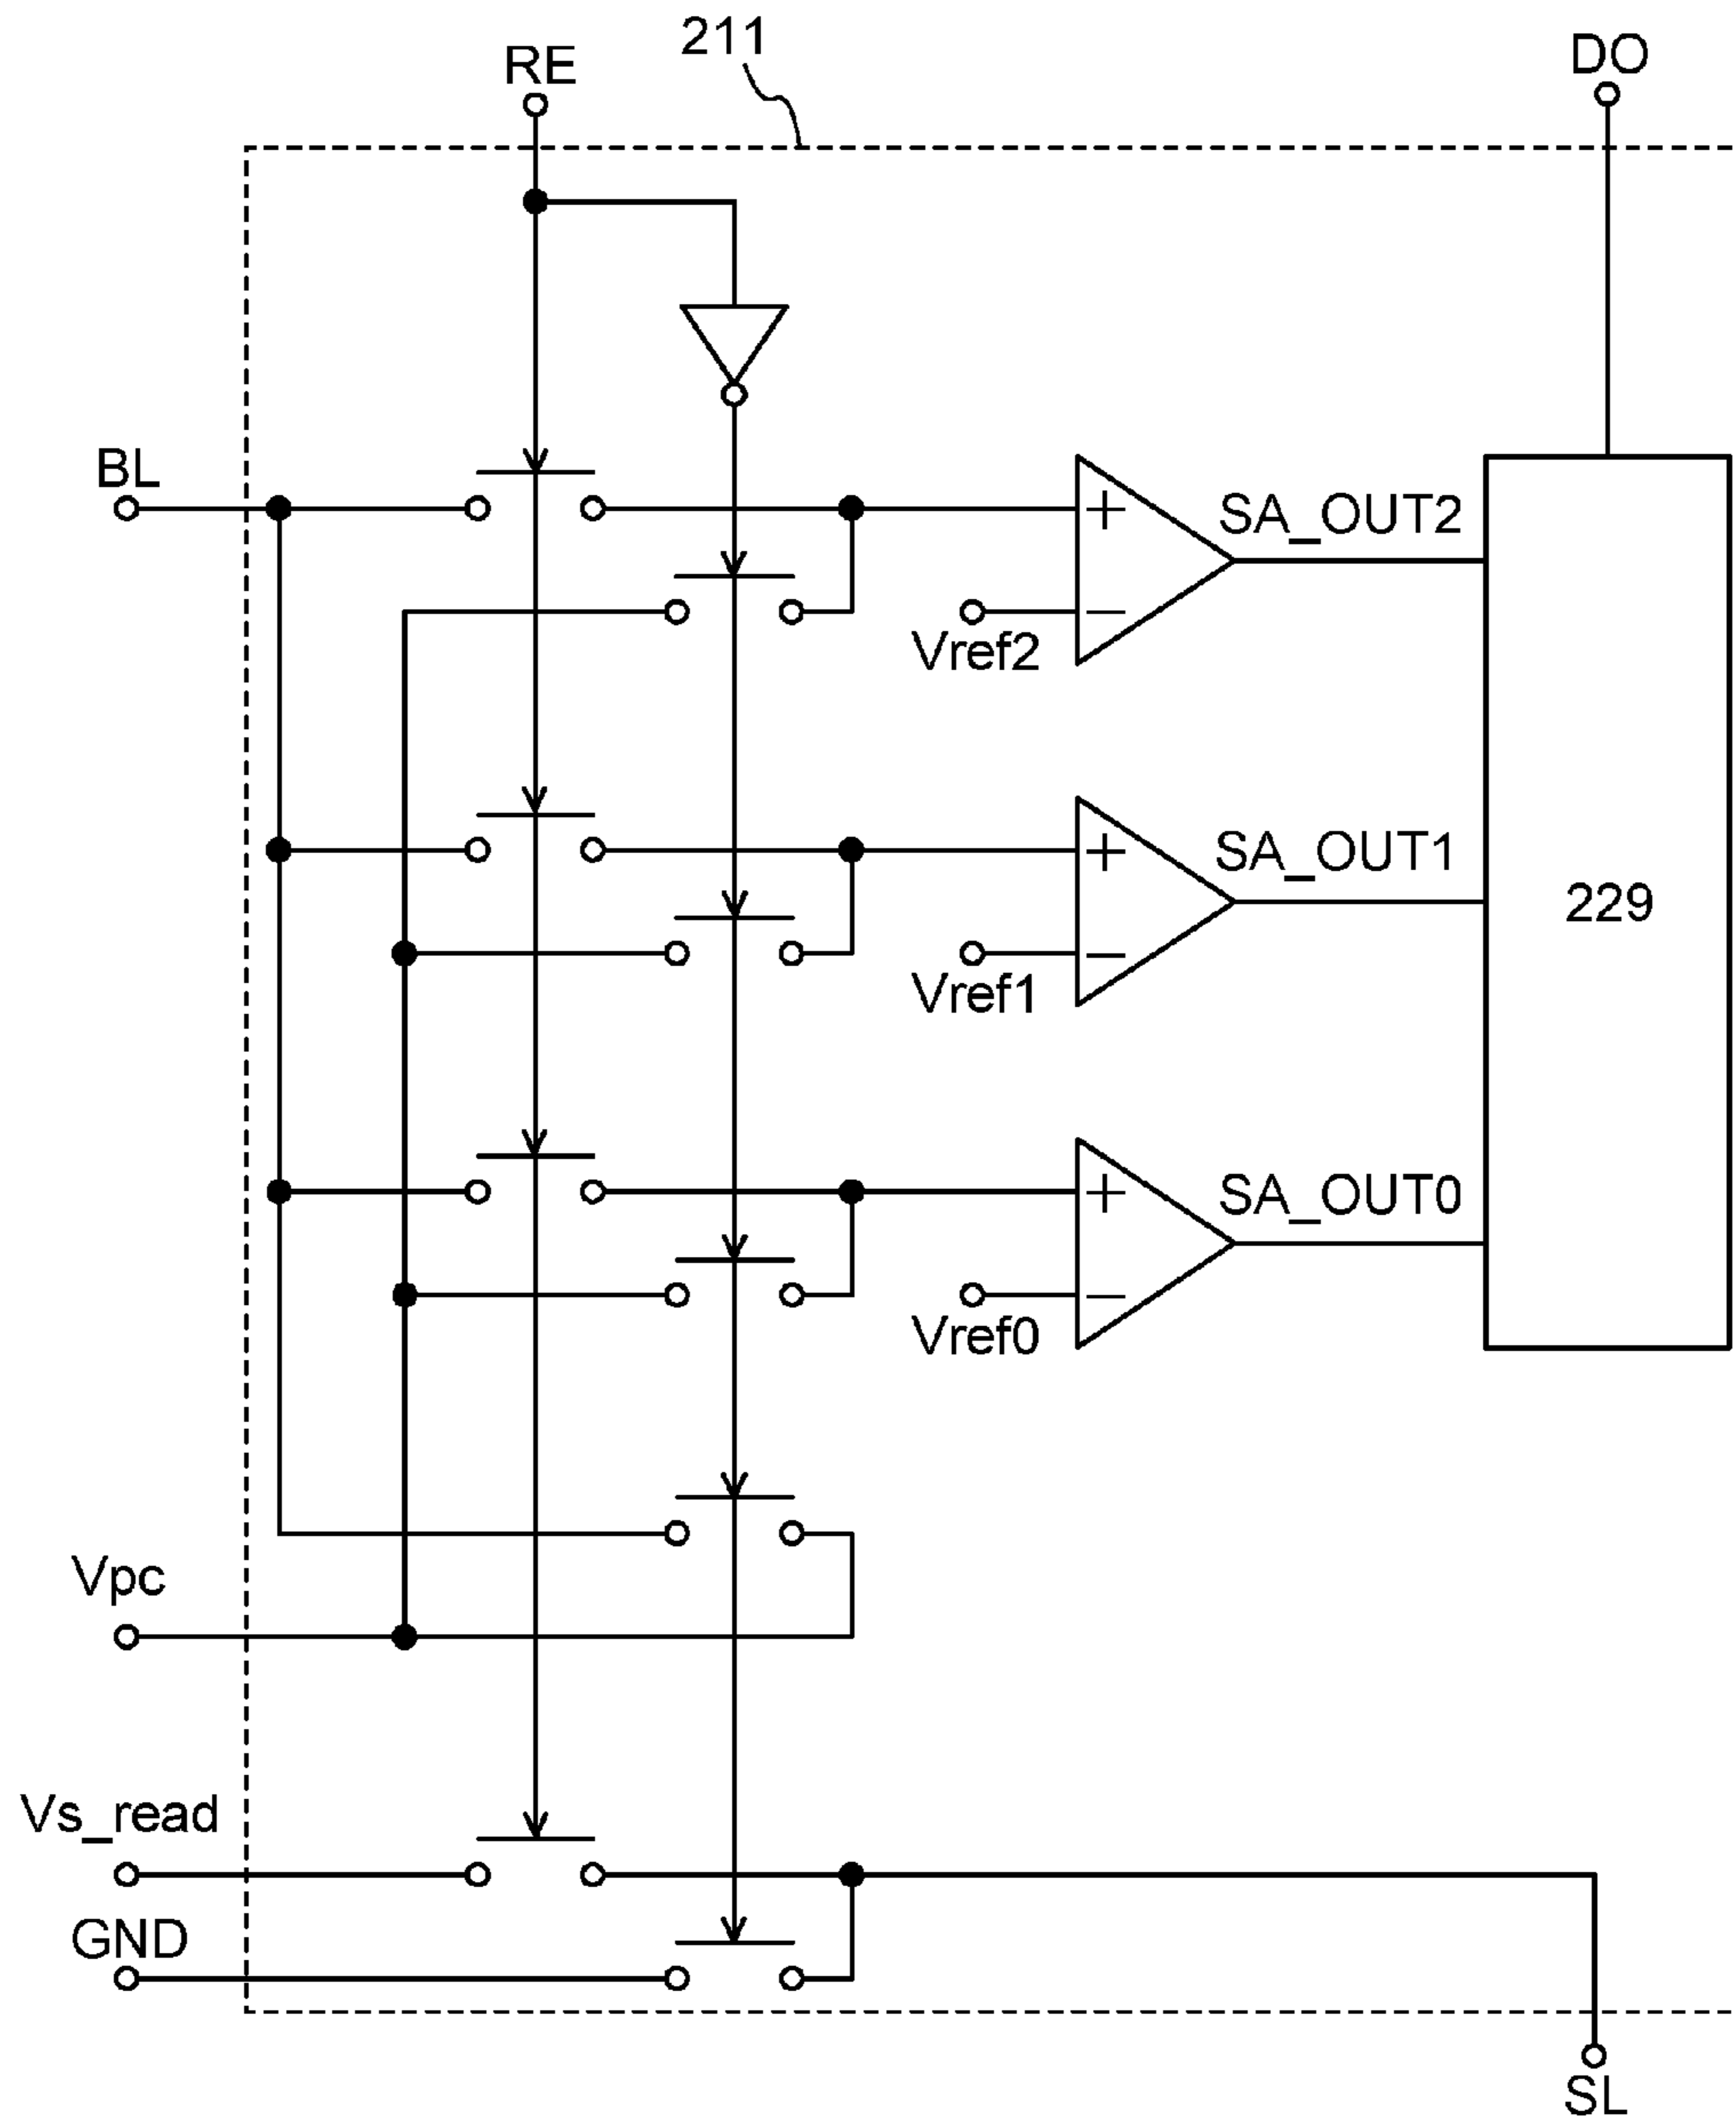 211
RE
DO
BL
SA_OUT2
+
−
Vref2
SA_OUT1
+
−
Vref1
229
SA_OUT0
+
−
Vref0
Vpc
Vs_read
GND
SL